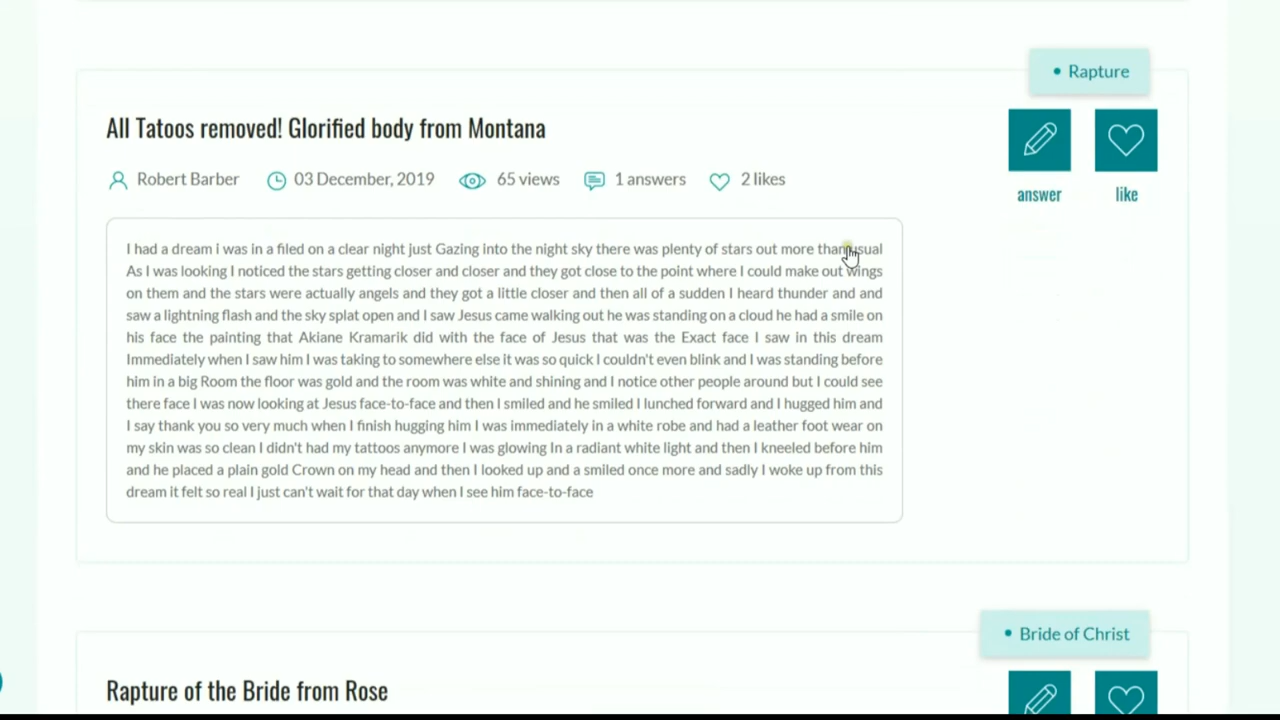 Rapture
All Tatoos removed! Glorified body from Montana
Robert Barber 03 December, 2019 65 views 1 answers 2 likes
answer like
I had a dream i was in a filed on a clear night just Gazing into the night sky there was plenty of stars out more than usual
As I was looking I noticed the stars getting closer and closer and they got close to the point where I could make out wings
on them and the stars were actually angels and they got a little closer and then all of a sudden I heard thunder and and
saw a lightning flash and the sky splat open and I saw Jesus came walking out he was standing on a cloud he had a smile on
his face the painting that Akiane Kramarik did with the face of Jesus that was the Exact face I saw in this dream
Immediately when I saw him I was taking to somewhere else it was so quick I couldn't even blink and I was standing before
him in a big Room the floor was gold and the room was white and shining and I notice other people around but I could see
there face I was now looking at Jesus face-to-face and then I smiled and he smiled I lunched forward and I hugged him and
I say thank you so very much when I finish hugging him I was immediately in a white robe and had a leather foot wear on
my skin was so clean I didn't had my tattoos anymore I was glowing In a radiant white light and then I kneeled before him
and he placed a plain gold Crown on my head and then I looked up and a smiled once more and sadly I woke up from this
dream it felt so real I just can't wait for that day when I see him face-to-face
Bride of Christ
Rapture of the Bride from Rose